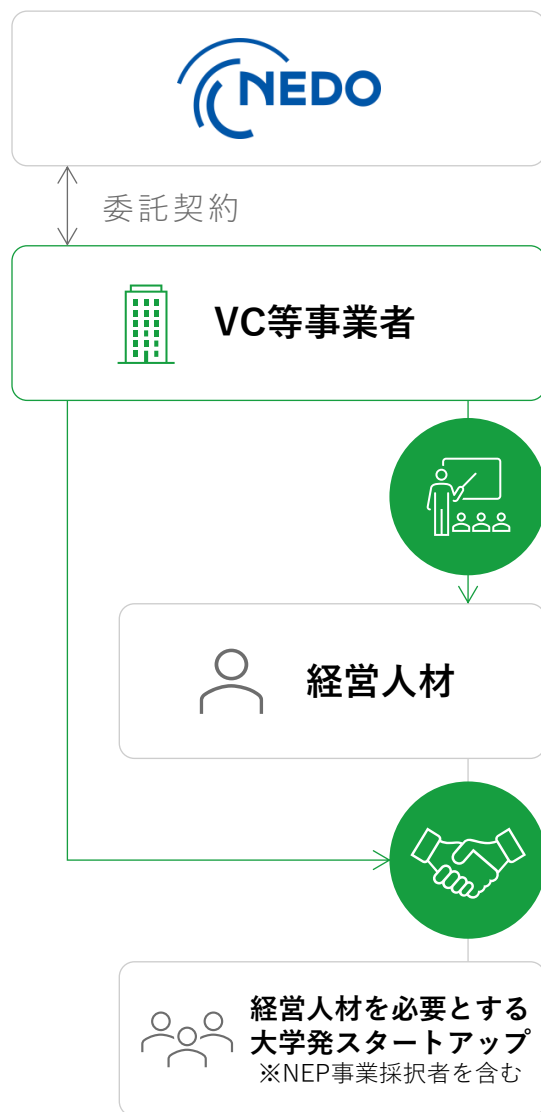 NEDO
委託契約
VC等事業者
経営人材
経営人材を必要とする
大学発スタートアップ
※NEP事業採択者を含む